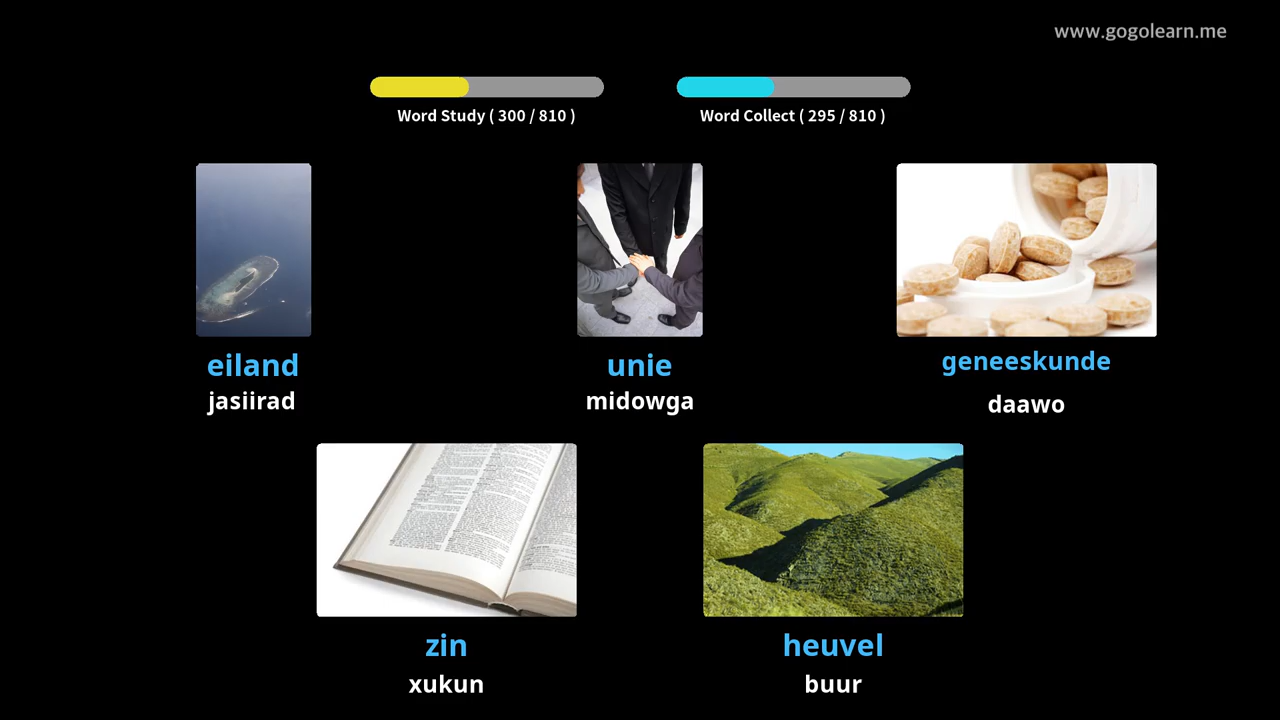 www.gogolearn.me
Word Study ( 300 / 810 )
Word Collect ( 295 / 810 )
eiland
jasiirad
unie
midowga
geneeskunde
daawo
zin
xukun
heuvel
buur